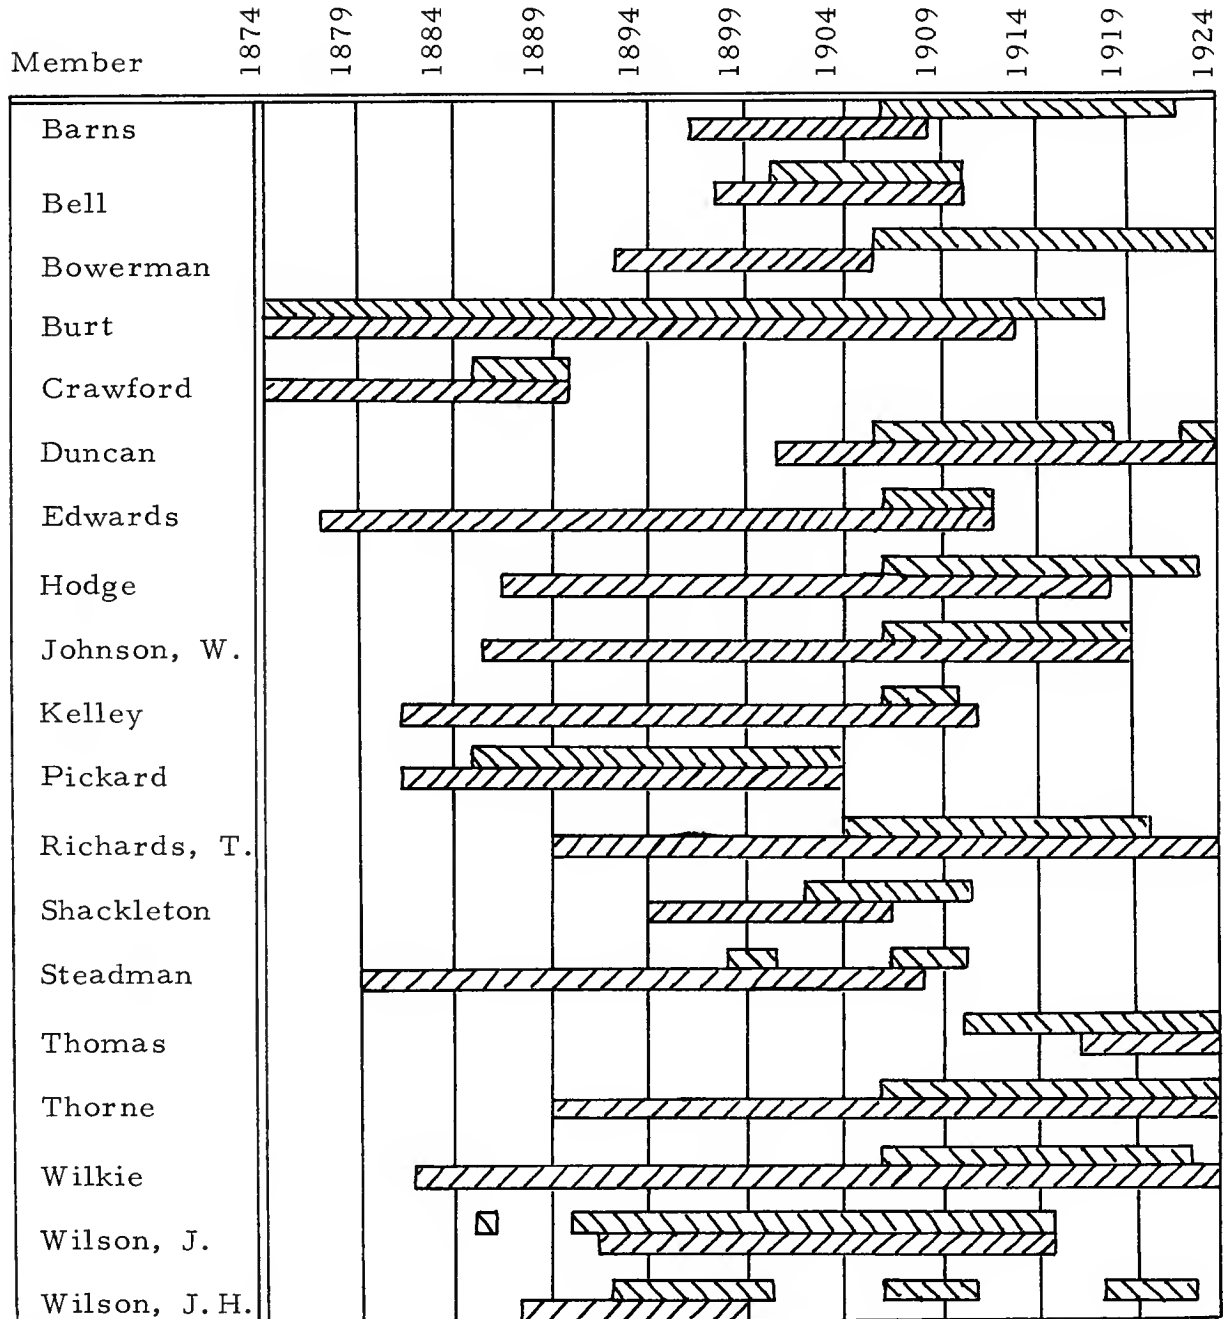 1874 1879 1884 1889 1894 1899 1904 1909 1914 1919 1924
Member
Barns
Bell
Bowerman
Burt
Crawford
Duncan
Edwards
Hodge
Johnson, W.
Kelley
Pickard
Richards, T.
Shackleton
Steadman
Thomas
Thorne
Wilkie
Wilson, J.
Wilson, J.H.